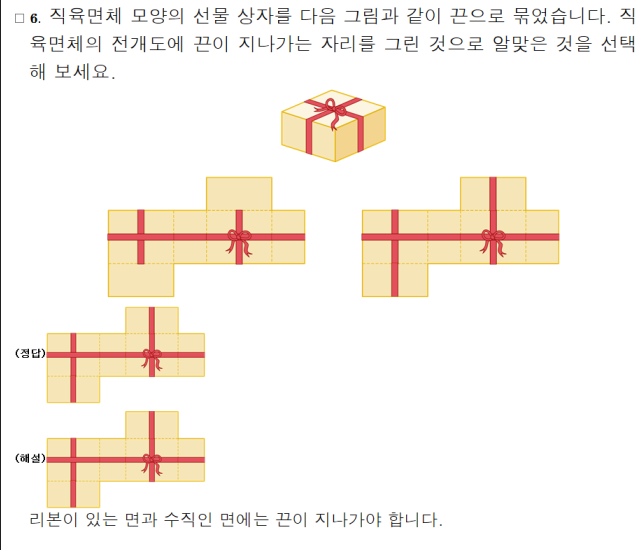 □ 6. 직육면체 모양의 선물 상자를 다음 그림과 같이 끈으로 묶었습니다. 직
육면체의 전개도에 끈이 지나가는 자리를 그린 것으로 알맞은 것을 선택
해 보세요.
(정답)
(해설)
리본이 있는 면과 수직인 면에는 끈이 지나가야 합니다.